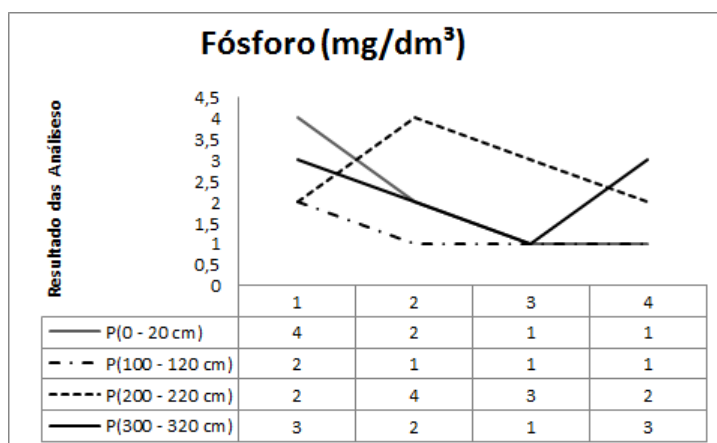 Fósforo (mg/dm³)
Resultado das Análiseso
4,5
4
3,5
3
2,5
2
1,5
1
0,5
0
1 2 3 4
P(0 - 20 cm) 4 2 1 1
P(100 - 120 cm) 2 1 1 1
P(200 - 220 cm) 2 4 3 2
P(300 - 320 cm) 3 2 1 3